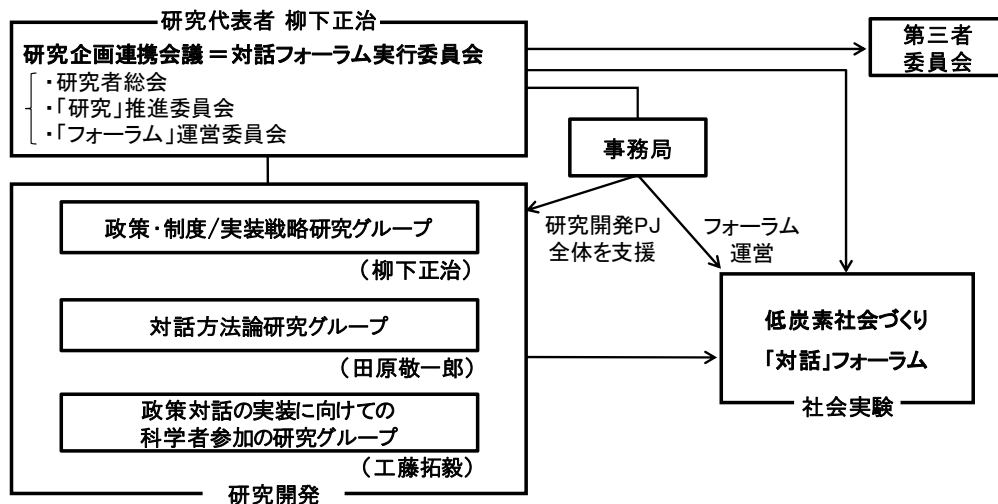 研究代表者 柳下正治
研究企画連携会議＝対話フォーラム実行委員会
・研究者総会
・「研究」推進委員会
・「フォーラム」運営委員会
第三者
委員会
事務局
研究開発PJ
全体を支援
フォーラム
運営
政策・制度/実装戦略研究グループ
（柳下正治）
対話方法論研究グループ
（田原敬一郎）
政策対話の実装に向けての
科学者参加の研究グループ
（工藤拓毅）
研究開発
低炭素社会づくり
「対話」フォーラム
社会実験